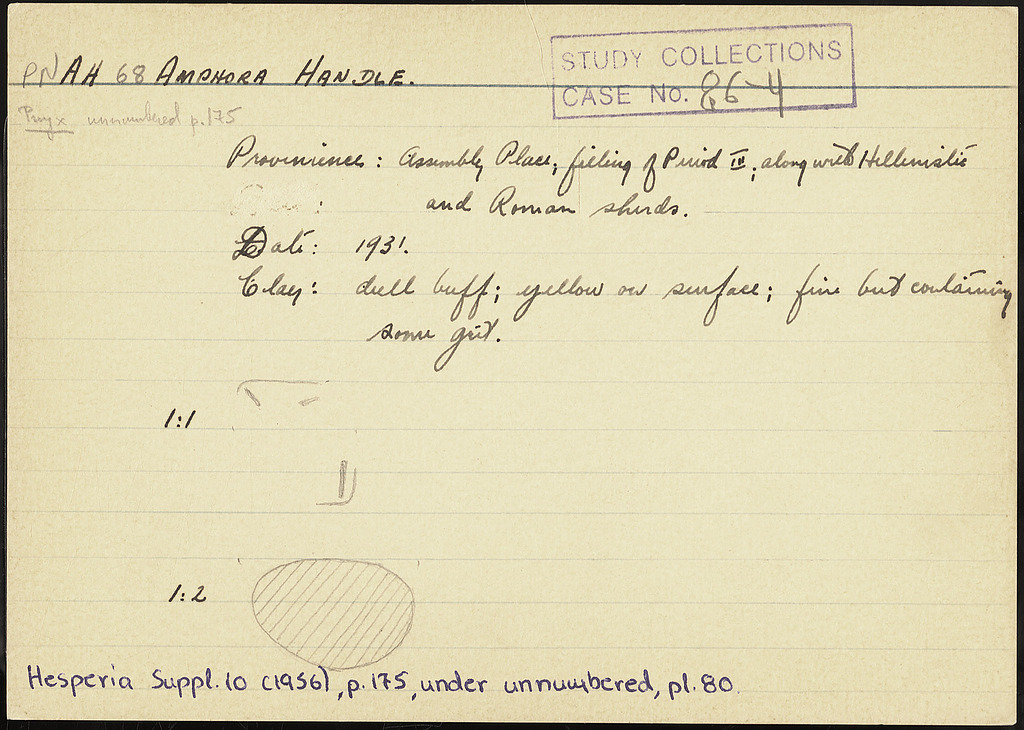 PN AH 68 AMPHORA HANDLE.
STUDY COLLECTIONS
CASE No. 86-4
Pnyx unnumbered p.175
Provenience: Assembly Place; filling of Period III; along with Hellenistic
and Roman sherds.
Date: 1931.
Clay: dull buff; yellow on surface; fine but containing
some grit.
1:1
1:2
Hesperia Suppl. 10 (1956), p. 175, under unnumbered, pl. 80.